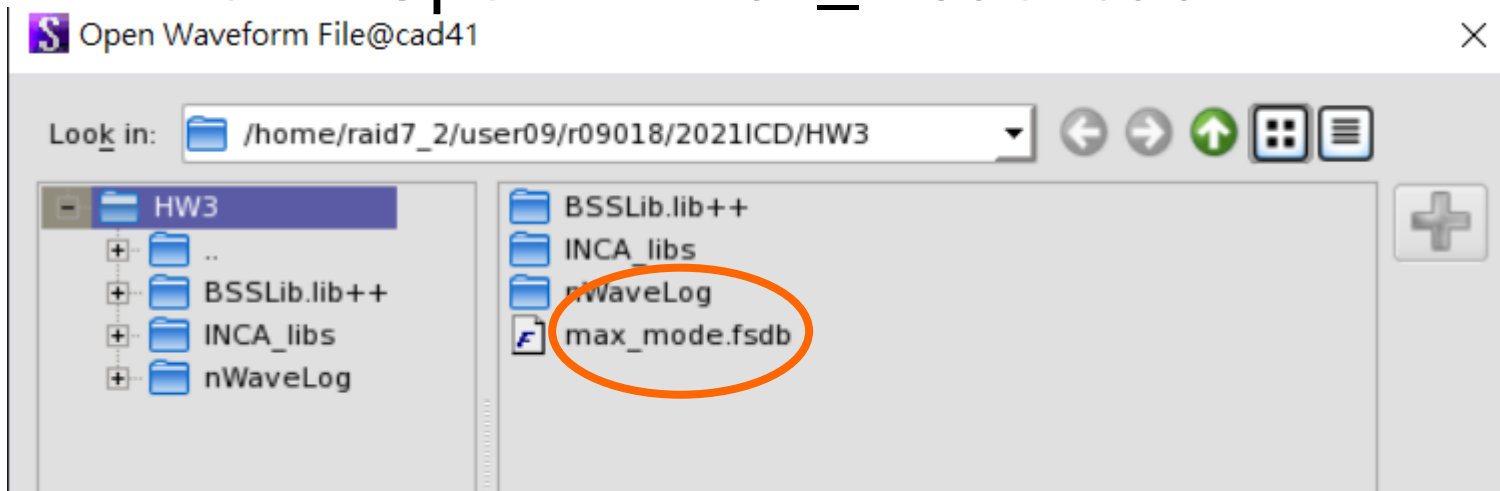 Open Waveform File@cad41
Look in: /home/raid7_2/user09/r09018/2021ICD/HW3
HW3
..
BSSLib.lib++
INCA_libs
nWaveLog
BSSLib.lib++
INCA_libs
nWaveLog
max_mode.fsdb